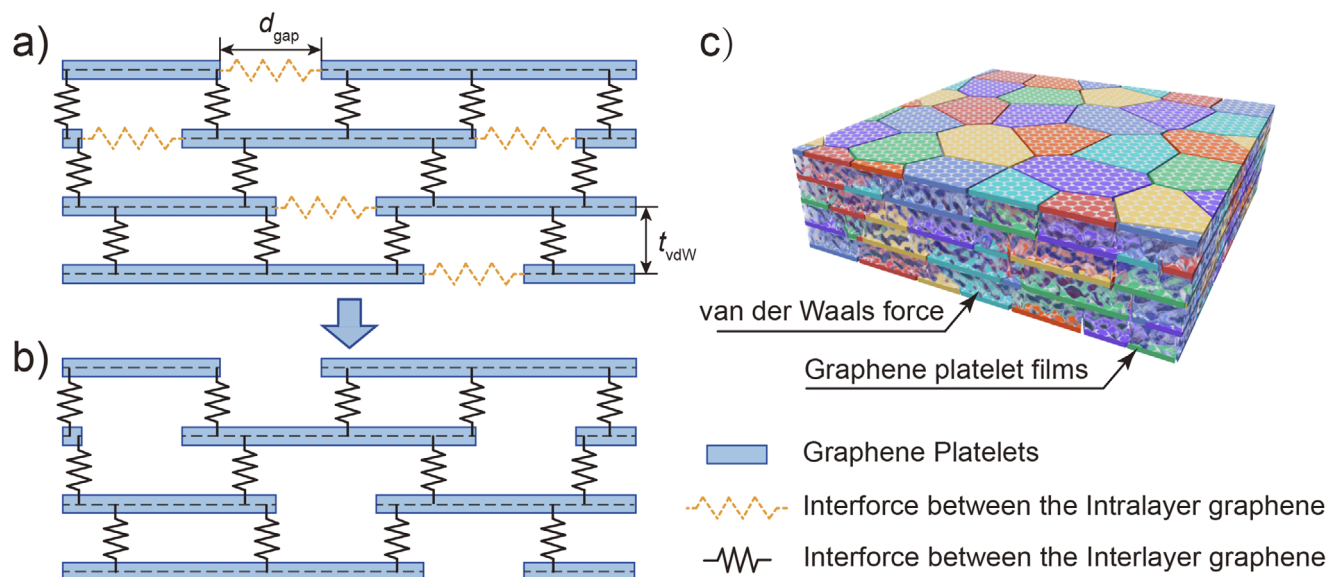 a)
d_gap
t_vdW
b)
c)
van der Waals force
Graphene platelet films
Graphene Platelets
Interforce between the Intralayer graphene
Interforce between the Interlayer graphene